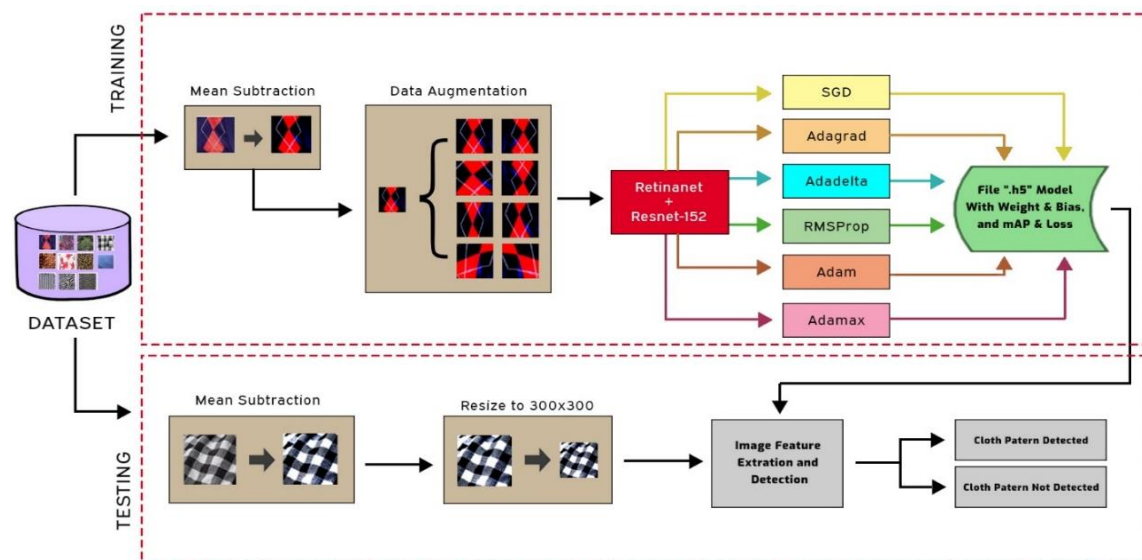 TRAINING
Mean Subtraction
Data Augmentation
Retinanet
+
Resnet-152
SGD
Adagrad
Adadelta
RMSProp
Adam
Adamax
File ".h5" Model
With Weight & Bias,
and mAP & Loss
DATASET
TESTING
Mean Subtraction
Resize to 300x300
Image Feature
Extration and
Detection
Cloth Patern Detected
Cloth Patern Not Detected